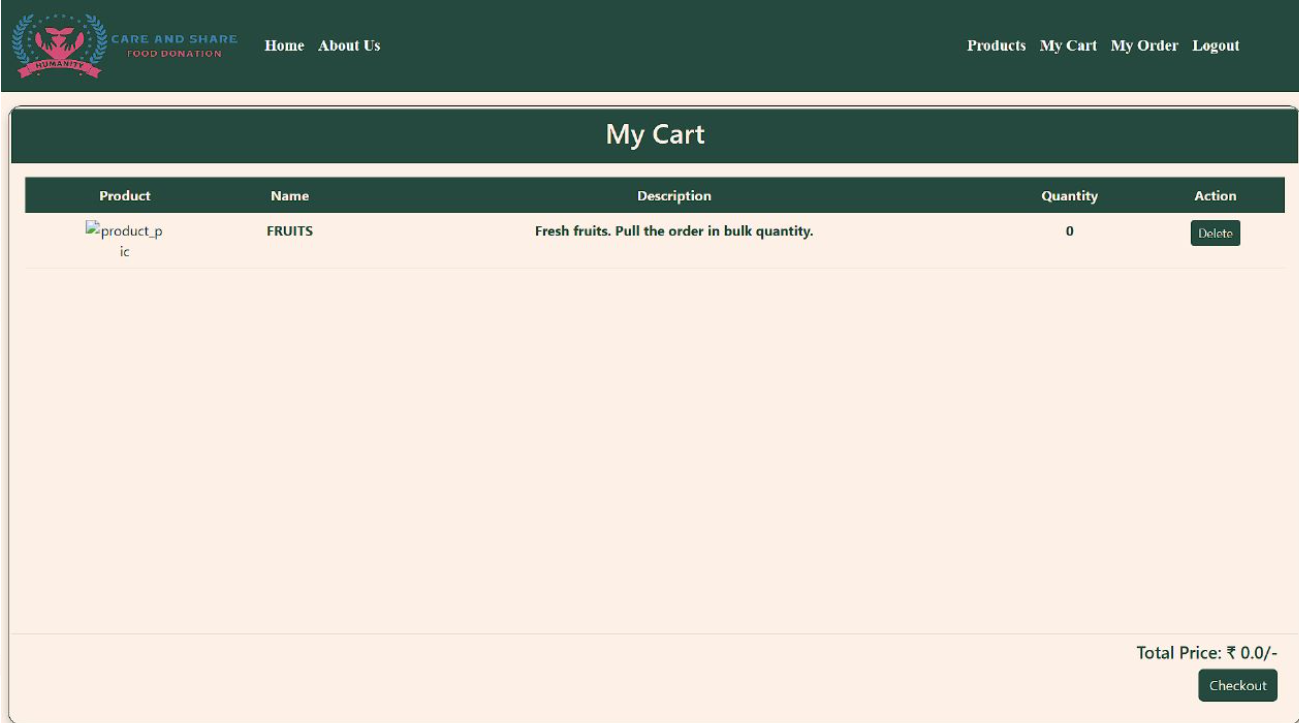 CARE AND SHARE
FOOD DONATION
HUMANITY
Home About Us
Products My Cart My Order Logout
My Cart
Product Name Description Quantity Action
product_p
ic
FRUITS Fresh fruits. Pull the order in bulk quantity. 0 Delete
Total Price: ₹ 0.0/-
Checkout